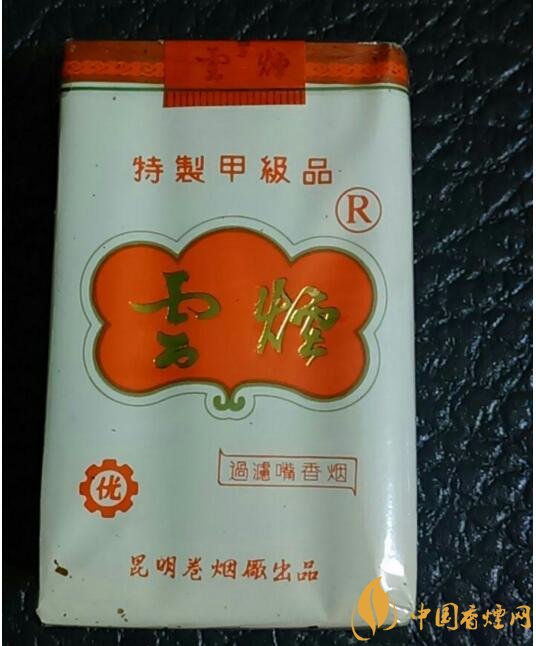 雲煙
特製甲級品
R
雲煙
過濾嘴香烟
优
昆明卷烟廠出品
中国香煙网